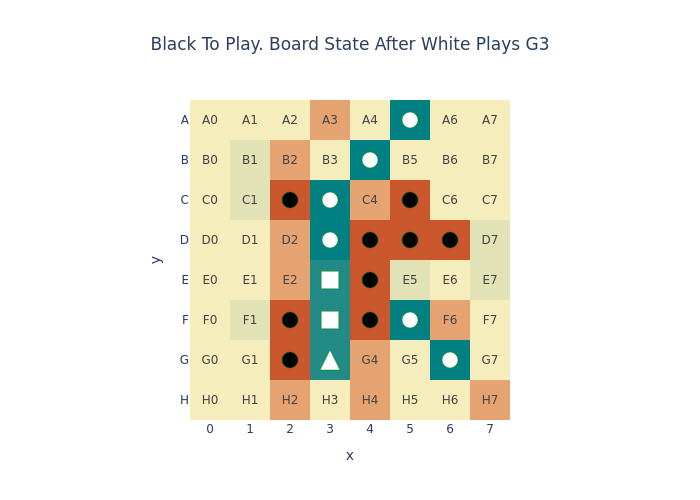 Black To Play. Board State After White Plays G3
A A0 A1 A2 A3 A4 A6 A7
B B0 B1 B2 B3 B5 B6 B7
C C0 C1 C4 C6 C7
D D0 D1 D2 D7
y
E E0 E1 E2 E5 E6 E7
F F0 F1 F6 F7
G G0 G1 G4 G5 G7
H H0 H1 H2 H3 H4 H5 H6 H7
0 1 2 3 4 5 6 7
x